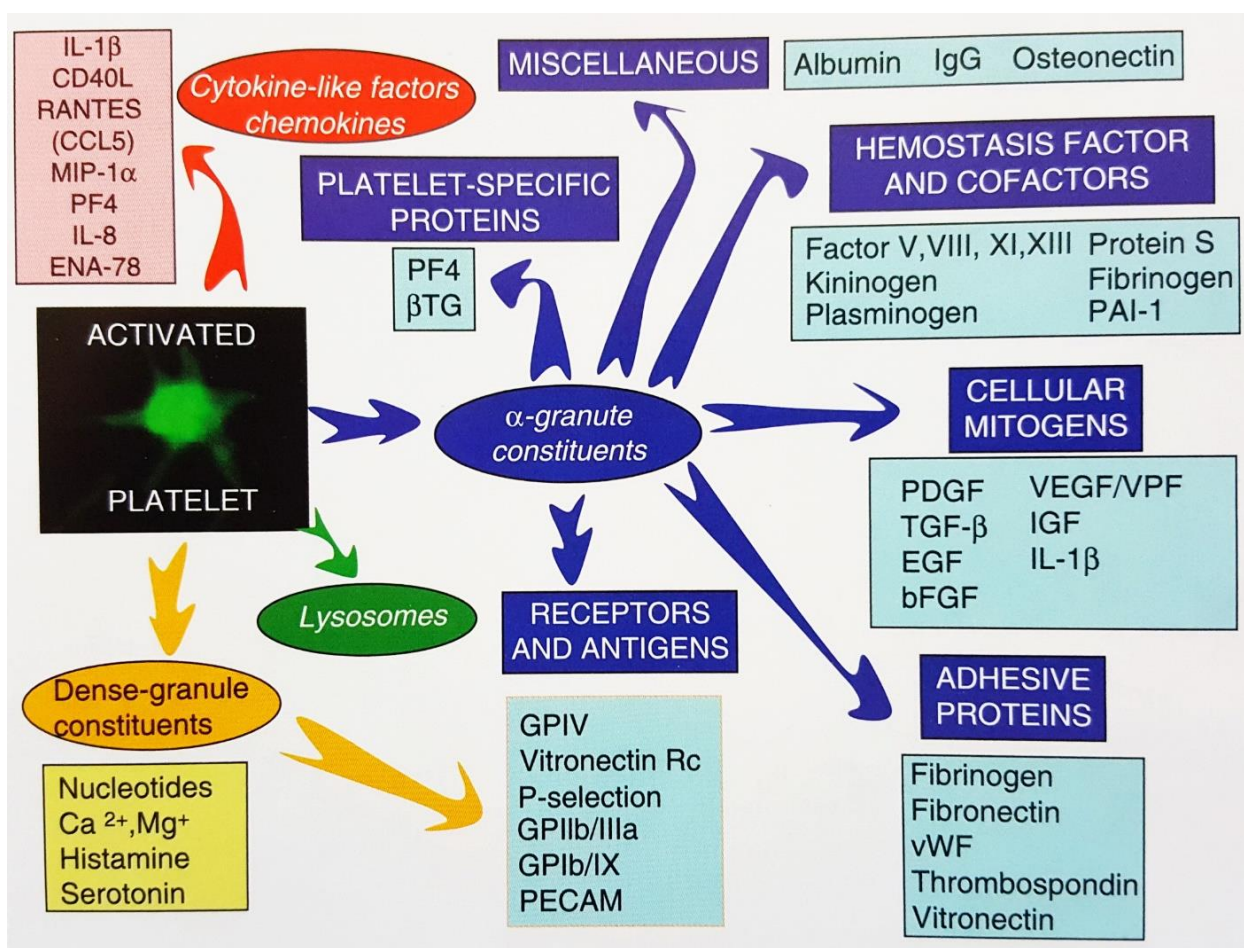 IL-1β
CD40L
RANTES
(CCL5)
MIP-1α
PF4
IL-8
ENA-78
Cytokine-like factors
chemokines
MISCELLANEOUS
Albumin IgG Osteonectin
PLATELET-SPECIFIC
PROTEINS
PF4
βTG
HEMOSTASIS FACTOR
AND COFACTORS
Factor V,VIII, XI,XIII Protein S
Kininogen Fibrinogen
Plasminogen PAI-1
ACTIVATED
PLATELET
α-granute
constituents
CELLULAR
MITOGENS
PDGF VEGF/VPF
TGF-β IGF
EGF IL-1β
bFGF
Lysosomes
RECEPTORS
AND ANTIGENS
GPIV
Vitronectin Rc
P-selection
GPIIb/IIIa
GPIb/IX
PECAM
ADHESIVE
PROTEINS
Fibrinogen
Fibronectin
vWF
Thrombospondin
Vitronectin
Dense-granule
constituents
Nucleotides
Ca ²⁺,Mg⁺
Histamine
Serotonin